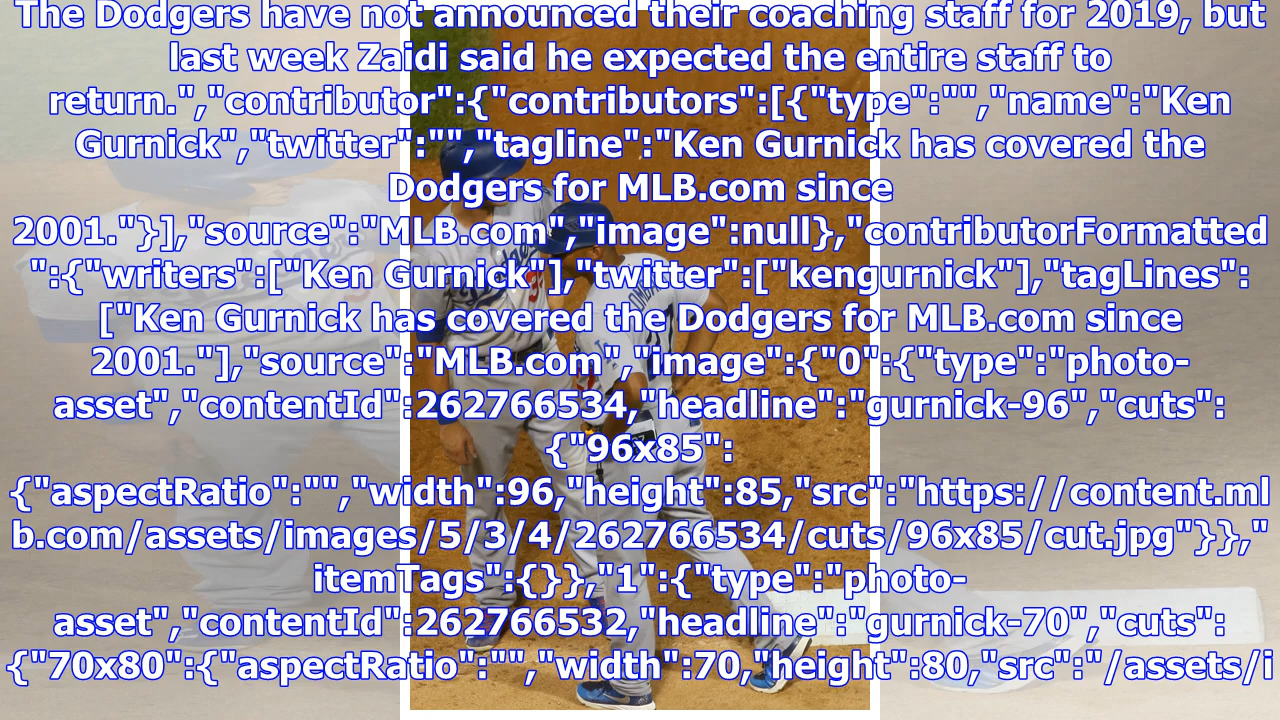 The Dodgers have not announced their coaching staff for 2019, but
last week Zaidi said he expected the entire staff to
return.","contributor":{"contributors":[{"type":"","name":"Ken
Gurnick","twitter":"","tagline":"Ken Gurnick has covered the
Dodgers for MLB.com since
2001."}],"source":"MLB.com","image":null},"contributorFormatted
":{"writers":["Ken Gurnick"],"twitter":["kengurnick"],"tagLines":
["Ken Gurnick has covered the Dodgers for MLB.com since
2001."],"source":"MLB.com","image":{"0":{"type":"photo-
asset","contentId":262766534,"headline":"gurnick-96","cuts":
{"96x85":
{"aspectRatio":"","width":96,"height":85,"src":"https://content.ml
b.com/assets/images/5/3/4/262766534/cuts/96x85/cut.jpg"}},"
itemTags":{}},"1":{"type":"photo-
asset","contentId":262766532,"headline":"gurnick-70","cuts":
{"70x80":{"aspectRatio":"","width":70,"height":80,"src":"/assets/i